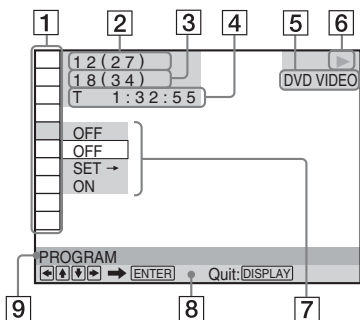 1 2 3 4 5 6
12(27)
18(34)
T 1:32:55
DVD VIDEO
OFF
OFF
SET →
ON
PROGRAM
ENTER Quit: DISPLAY
9 8 7